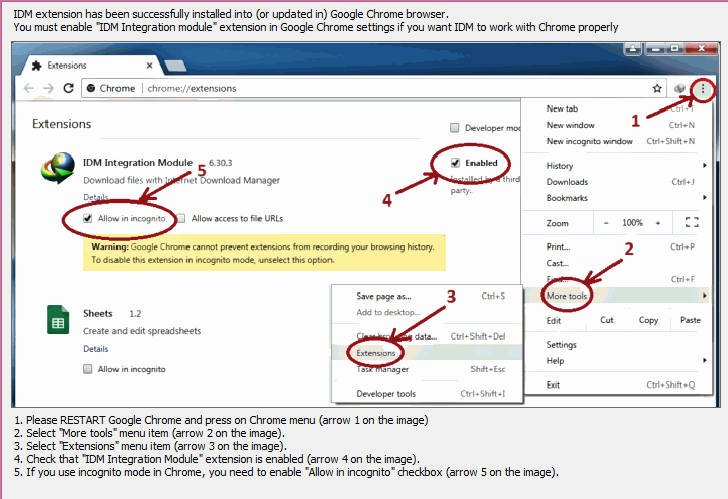 IDM extension has been successfully installed into (or updated in) Google Chrome browser.
You must enable "IDM Integration module" extension in Google Chrome settings if you want IDM to work with Chrome properly
Extensions
Chrome
chrome://extensions
1
Extensions
Developer mod
IDM Integration Module 6.30.3
5
Enabled
Download files with Internet Download Manager
4
Installed by a third
party..
Details
Allow in incognito
Allow access to file URLs
Warning: Google Chrome cannot prevent extensions from recording your browsing history.
To disable this extension in incognito mode, unselect this option.
Sheets 1.2
Create and edit spreadsheets
Details
Allow in incognito
New tab Ctrl+T
New window Ctrl+N
New incognito window Ctrl+Shift+N
History
Downloads Ctrl+J
Bookmarks
Zoom - 100% +
Print... Ctrl+P
Cast...
2
Find... Ctrl+F
More tools
Edit Cut Copy Paste
Settings
Help
Exit Ctrl+Shift+Q
Save page as... Ctrl+S
3
Add to desktop...
Clear browsing data... Ctrl+Shift+Del
Extensions
Task manager Shift+Esc
Developer tools Ctrl+Shift+I
1. Please RESTART Google Chrome and press on Chrome menu (arrow 1 on the image)
2. Select "More tools" menu item (arrow 2 on the image).
3. Select "Extensions" menu item (arrow 3 on the image).
4. Check that "IDM Integration Module" extension is enabled (arrow 4 on the image).
5. If you use incognito mode in Chrome, you need to enable "Allow in incognito" checkbox (arrow 5 on the image).